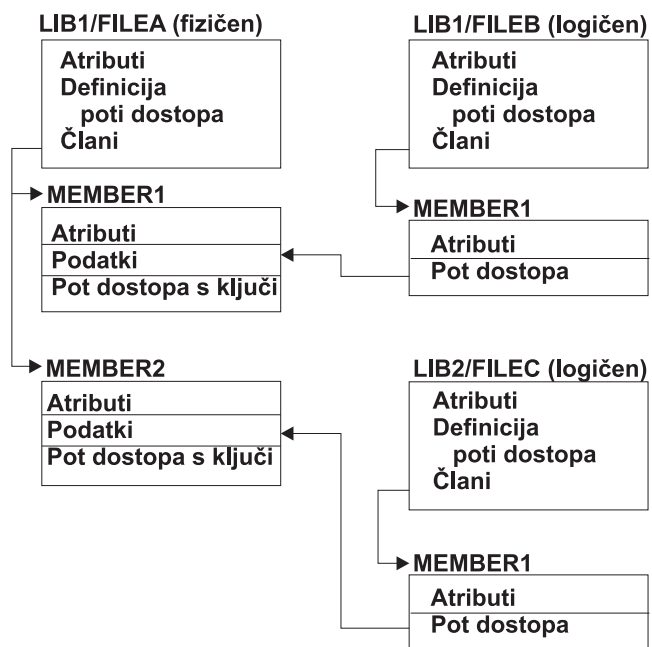 LIB1/FILEA (fizičen)
Atributi
Definicija
poti dostopa
Člani
MEMBER1
Atributi
Podatki
Pot dostopa s ključi
MEMBER2
Atributi
Podatki
Pot dostopa s ključi
LIB1/FILEB (logičen)
Atributi
Definicija
poti dostopa
Člani
MEMBER1
Atributi
Pot dostopa
LIB2/FILEC (logičen)
Atributi
Definicija
poti dostopa
Člani
MEMBER1
Atributi
Pot dostopa